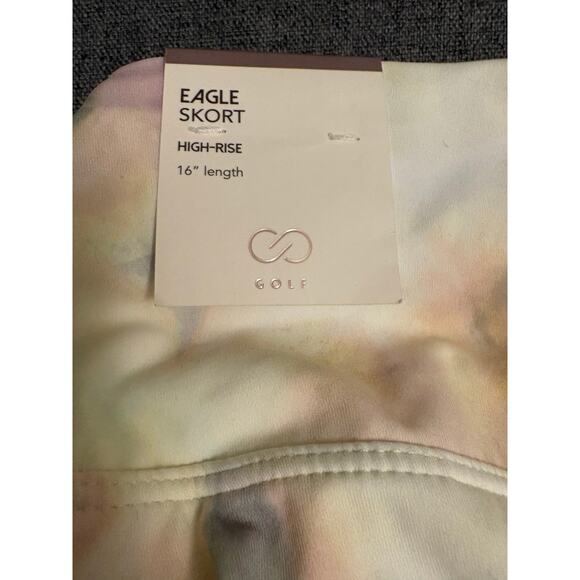 EAGLE
SKORT
HIGH-RISE
16" length
GOLF